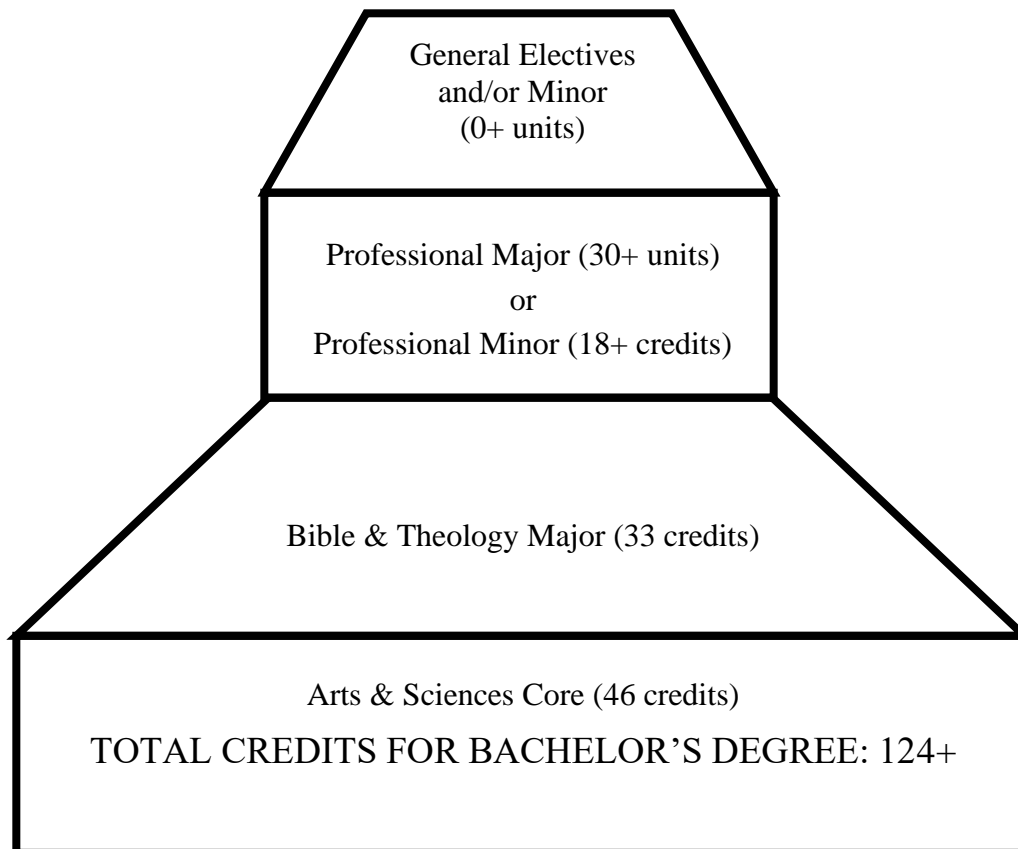 General Electives
and/or Minor
(0+ units)
Professional Major (30+ units)
or
Professional Minor (18+ credits)
Bible & Theology Major (33 credits)
Arts & Sciences Core (46 credits)
TOTAL CREDITS FOR BACHELOR’S DEGREE: 124+